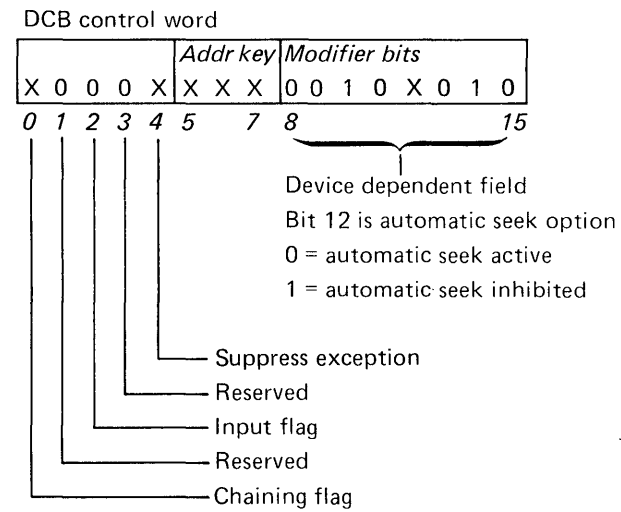 DCB control word
Addr key Modifier bits
X 0 0 0 X X X X 0 0 1 0 X 0 1 0
0 1 2 3 4 5 7 8 15
Device dependent field
Bit 12 is automatic seek option
0 = automatic seek active
1 = automatic seek inhibited
Suppress exception
Reserved
Input flag
Reserved
Chaining flag